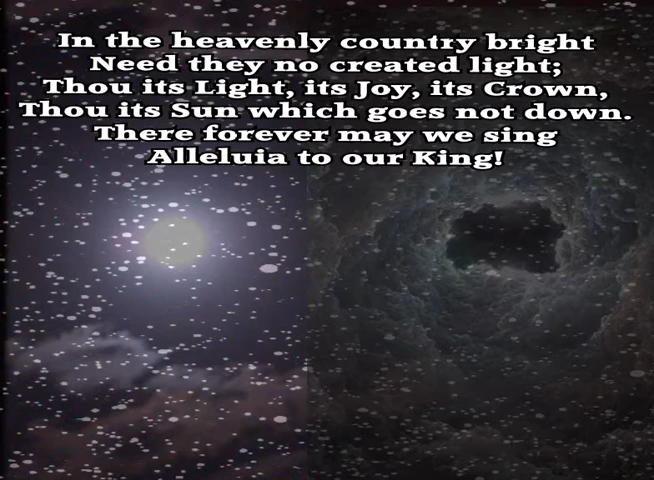 In the heavenly country bright
Need they no created light;
Thou its Light, its Joy, its Crown,
Thou its Sun which goes not down.
There forever may we sing
Alleluia to our King!